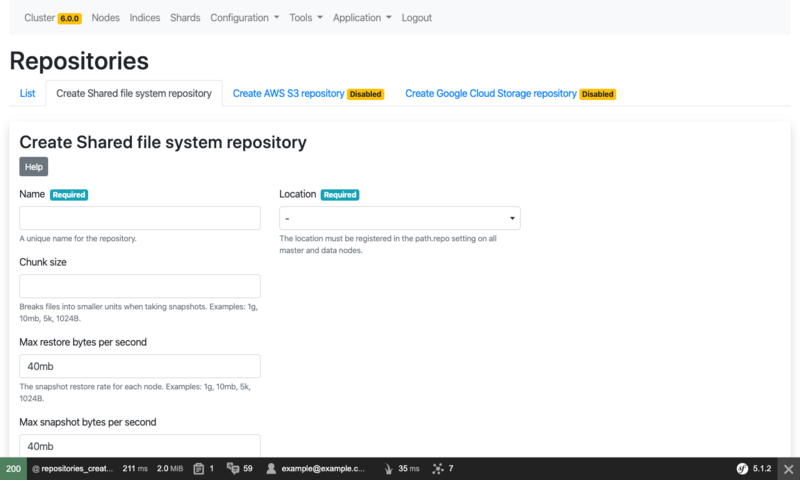 Cluster 6.0.0 Nodes Indices Shards Configuration Tools Application Logout
Repositories
List Create Shared file system repository Create AWS S3 repository Disabled Create Google Cloud Storage repository Disabled
Create Shared file system repository
Help
Name Required
A unique name for the repository.
Location Required
-
The location must be registered in the path.repo setting on all
master and data nodes.
Chunk size
Breaks files into smaller units when taking snapshots. Examples: 1g,
10mb, 5k, 1024B.
Max restore bytes per second
40mb
The snapshot restore rate for each node. Examples: 1g, 10mb, 5k,
1024B.
Max snapshot bytes per second
40mb
200 @ repositories_creat... 211 ms 2.0 MiB 1 59 example@example.c... 35 ms 7 sf 5.1.2